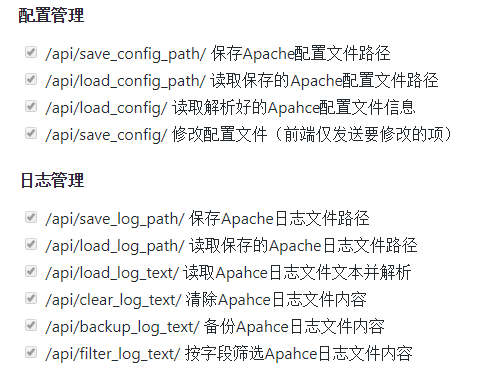 配置管理
/api/save_config_path/ 保存Apache配置文件路径
/api/load_config_path/ 读取保存的Apache配置文件路径
/api/load_config/ 读取解析好的Apahce配置文件信息
/api/save_config/ 修改配置文件（前端仅发送要修改的项）
日志管理
/api/save_log_path/ 保存Apache日志文件路径
/api/load_log_path/ 读取保存的Apache日志文件路径
/api/load_log_text/ 读取Apahce日志文件文本并解析
/api/clear_log_text/ 清除Apahce日志文件内容
/api/backup_log_text/ 备份Apahce日志文件内容
/api/filter_log_text/ 按字段筛选Apahce日志文件内容